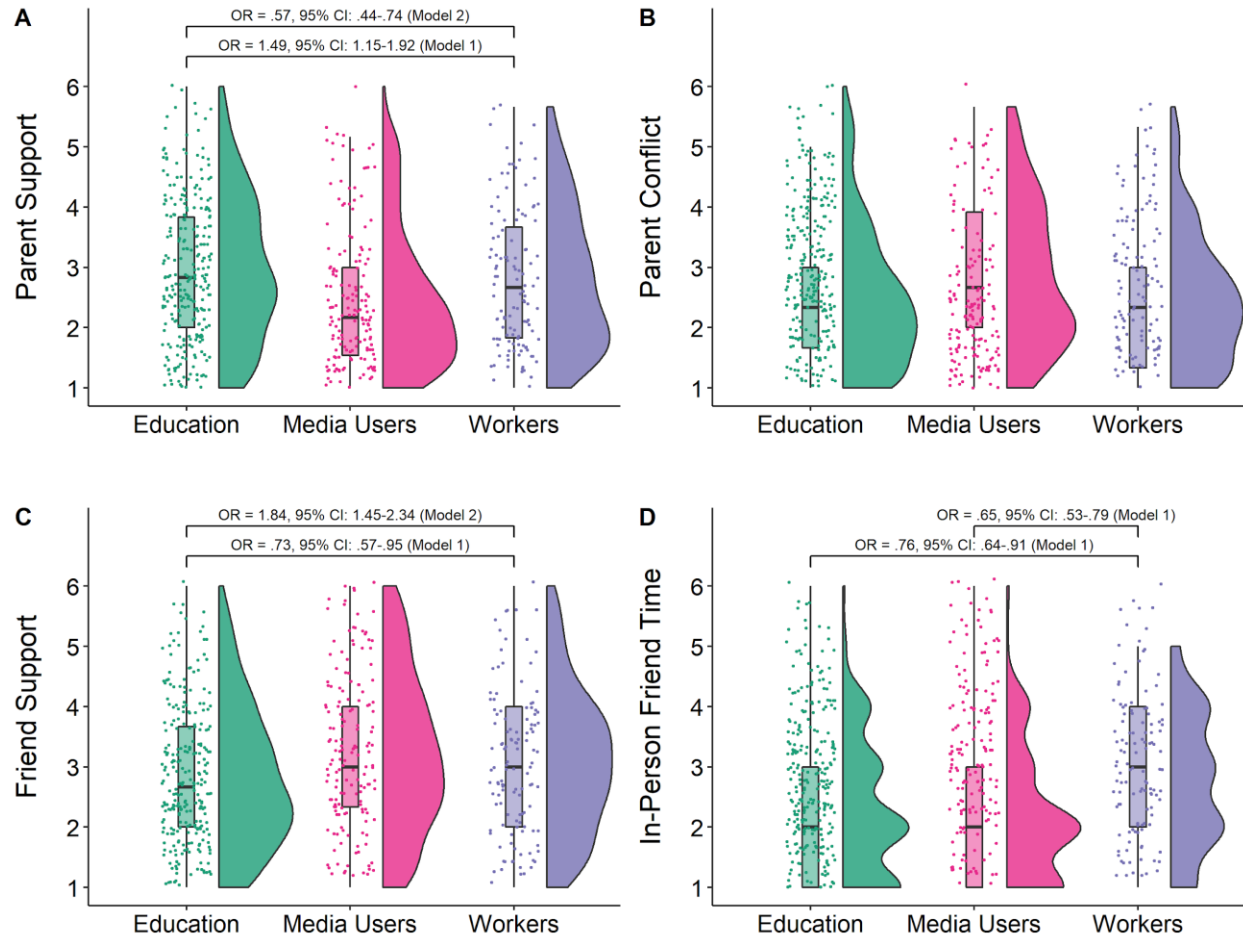 A
OR = .57, 95% CI: .44-.74 (Model 2)
OR = 1.49, 95% CI: 1.15-1.92 (Model 1)
Parent Support
6
5
4
3
2
1
Education Media Users Workers
B
Parent Conflict
6
5
4
3
2
1
Education Media Users Workers
C
OR = 1.84, 95% CI: 1.45-2.34 (Model 2)
OR = .73, 95% CI: .57-.95 (Model 1)
Friend Support
6
5
4
3
2
1
Education Media Users Workers
D
OR = .65, 95% CI: .53-.79 (Model 1)
OR = .76, 95% CI: .64-.91 (Model 1)
In-Person Friend Time
6
5
4
3
2
1
Education Media Users Workers